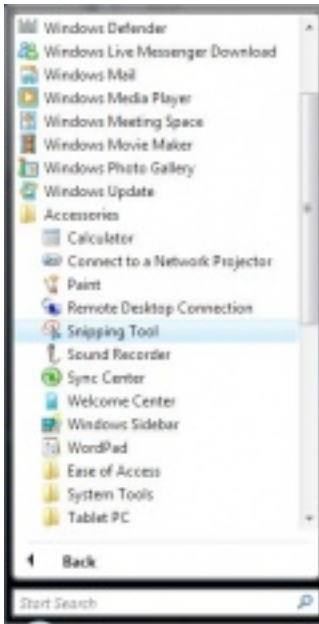 Windows Defender
Windows Live Messenger Download
Windows Mail
Windows Media Player
Windows Meeting Space
Windows Movie Maker
Windows Photo Gallery
Windows Update
Accessories
Calculator
Connect to a Network Projector
Paint
Remote Desktop Connection
Snipping Tool
Sound Recorder
Sync Center
Welcome Center
Windows Sidebar
WordPad
Ease of Access
System Tools
Tablet PC
Back
Start Search